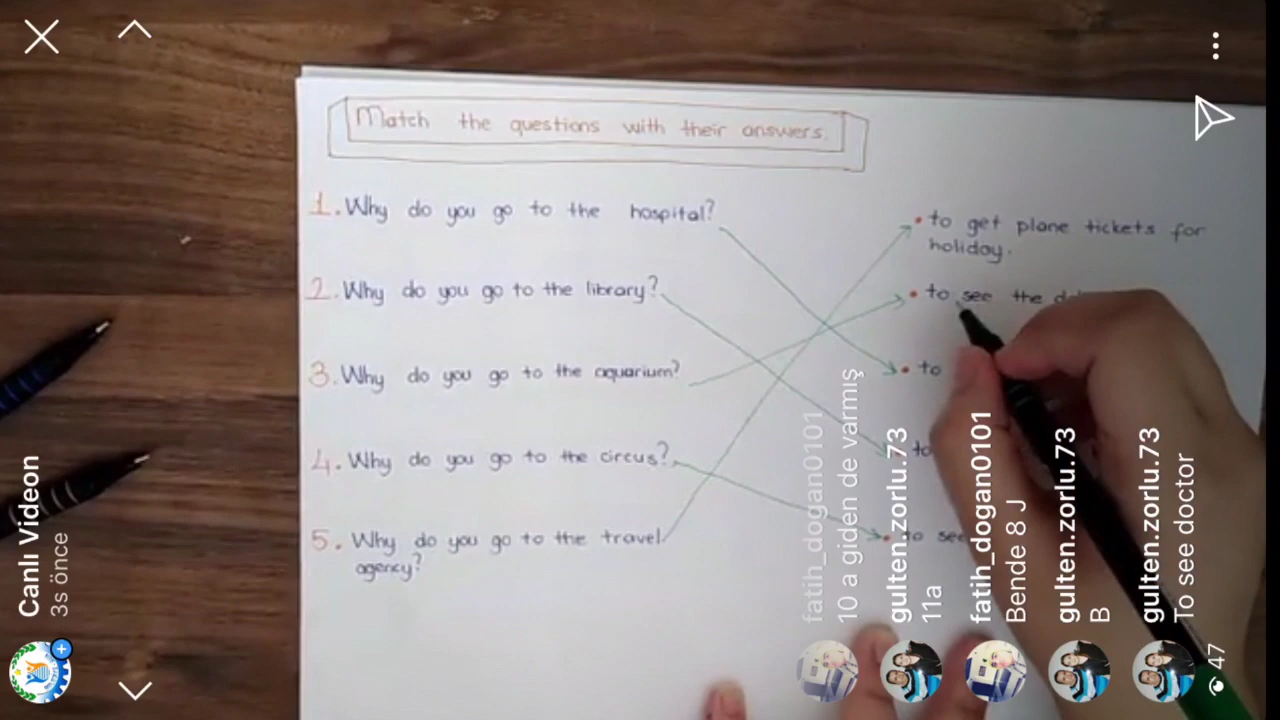 Match the questions with their answers.
1. Why do you go to the hospital?
2. Why do you go to the library?
3. Why do you go to the aquarium?
4. Why do you go to the circus?
5. Why do you go to the travel
agency?
• to get plane tickets for
holiday.
• to see the
• to
• to
• to see
Canlı Videon
3s önce
fatih_dogan0101
10 a giden de varmış
gulten.zorlu.73
11a
fatih_dogan0101
Bende 8 J
gulten.zorlu.73
B
gulten.zorlu.73
To see doctor
47